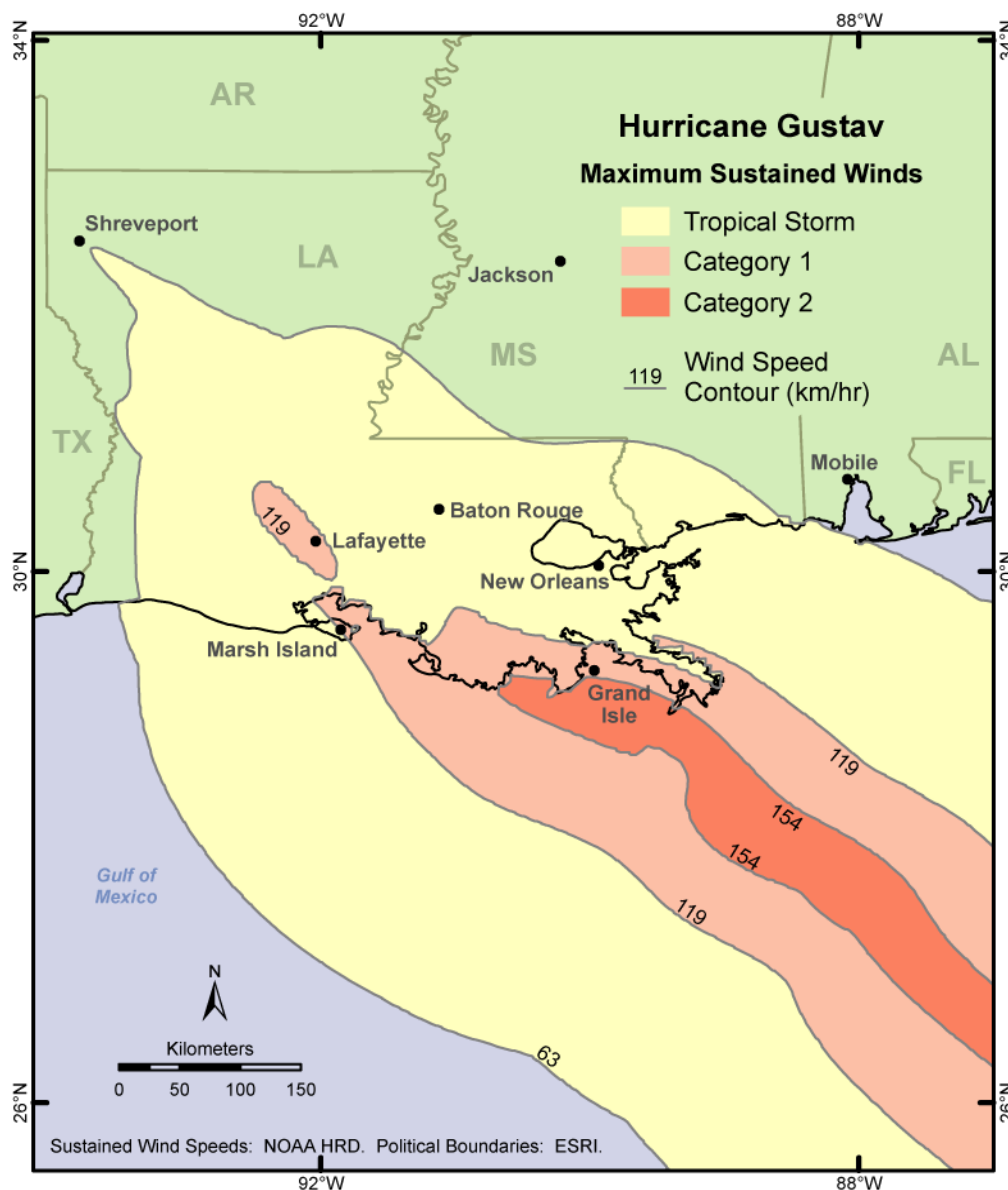 92°W
88°W
34°N
34°N
AR
Hurricane Gustav
Maximum Sustained Winds
Tropical Storm
Category 1
Category 2
119
Wind Speed
Contour (km/hr)
Shreveport
LA
Jackson
MS
AL
TX
Mobile
FL
119
Baton Rouge
Lafayette
30°N
30°N
New Orleans
Marsh Island
Grand
Isle
119
154
154
119
Gulf of
Mexico
N
Kilometers
0 50 100 150
63
26°N
26°N
Sustained Wind Speeds: NOAA HRD. Political Boundaries: ESRI.
92°W
88°W